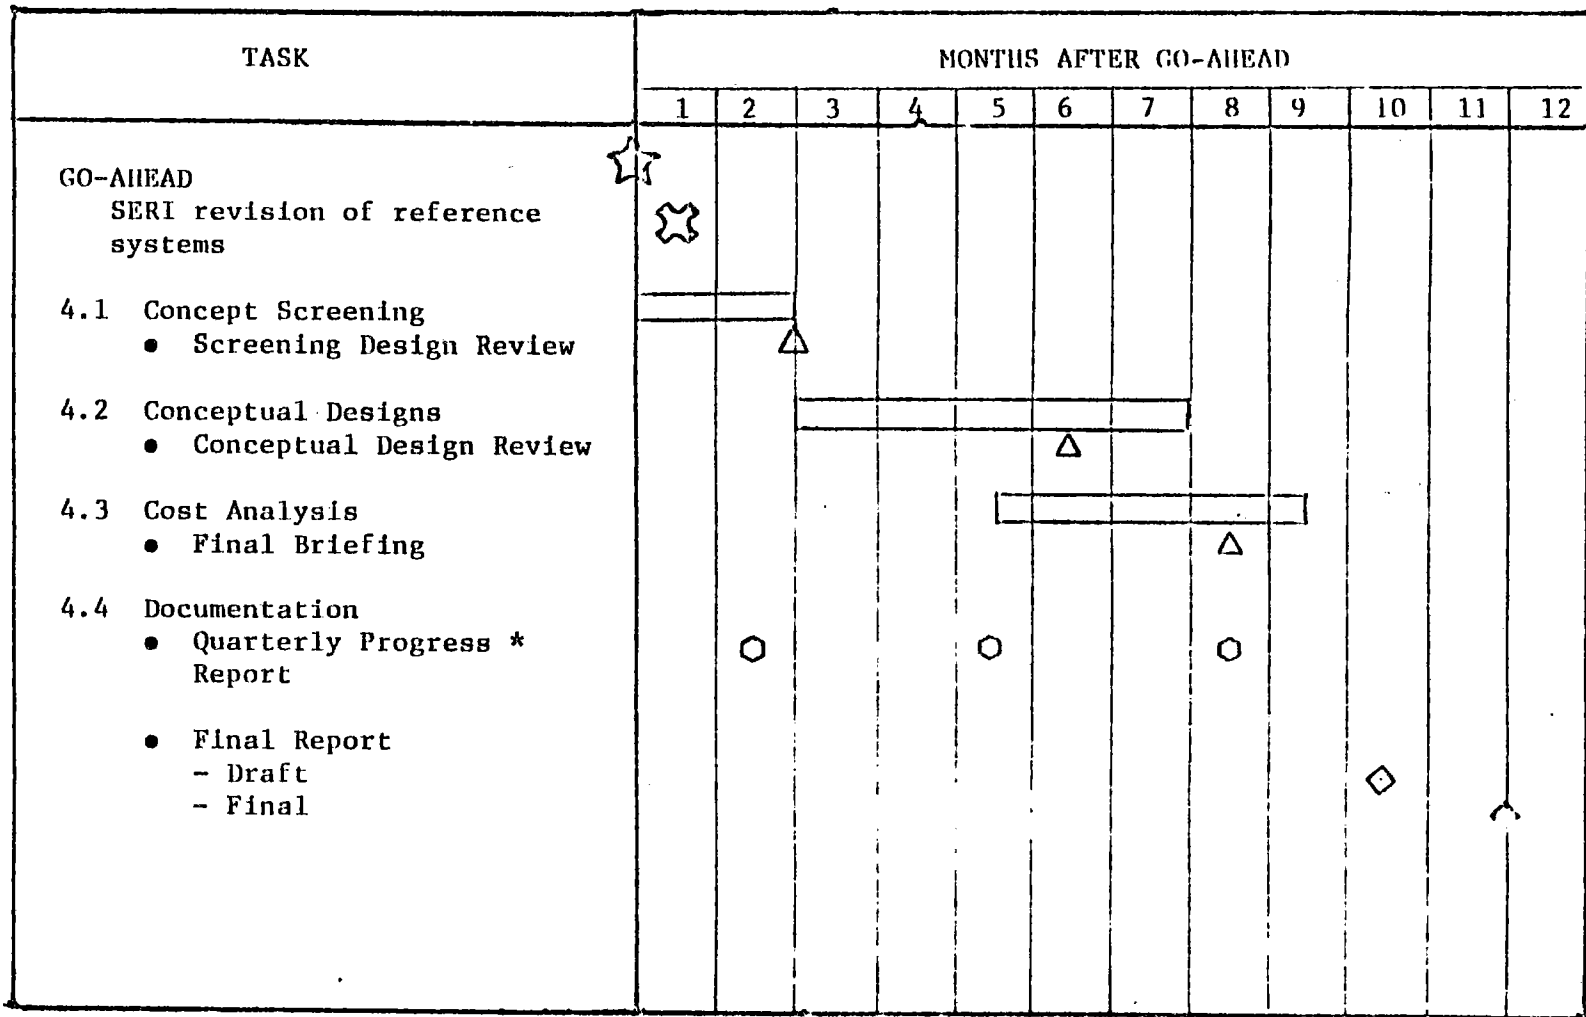 TASK
MONTHS AFTER GO-AHEAD
1 2 3 4 5 6 7 8 9 10 11 12
GO-AHEAD
SERI revision of reference
systems
4.1 Concept Screening
● Screening Design Review
4.2 Conceptual Designs
● Conceptual Design Review
4.3 Cost Analysis
● Final Briefing
4.4 Documentation
● Quarterly Progress *
Report
● Final Report
- Draft
- Final